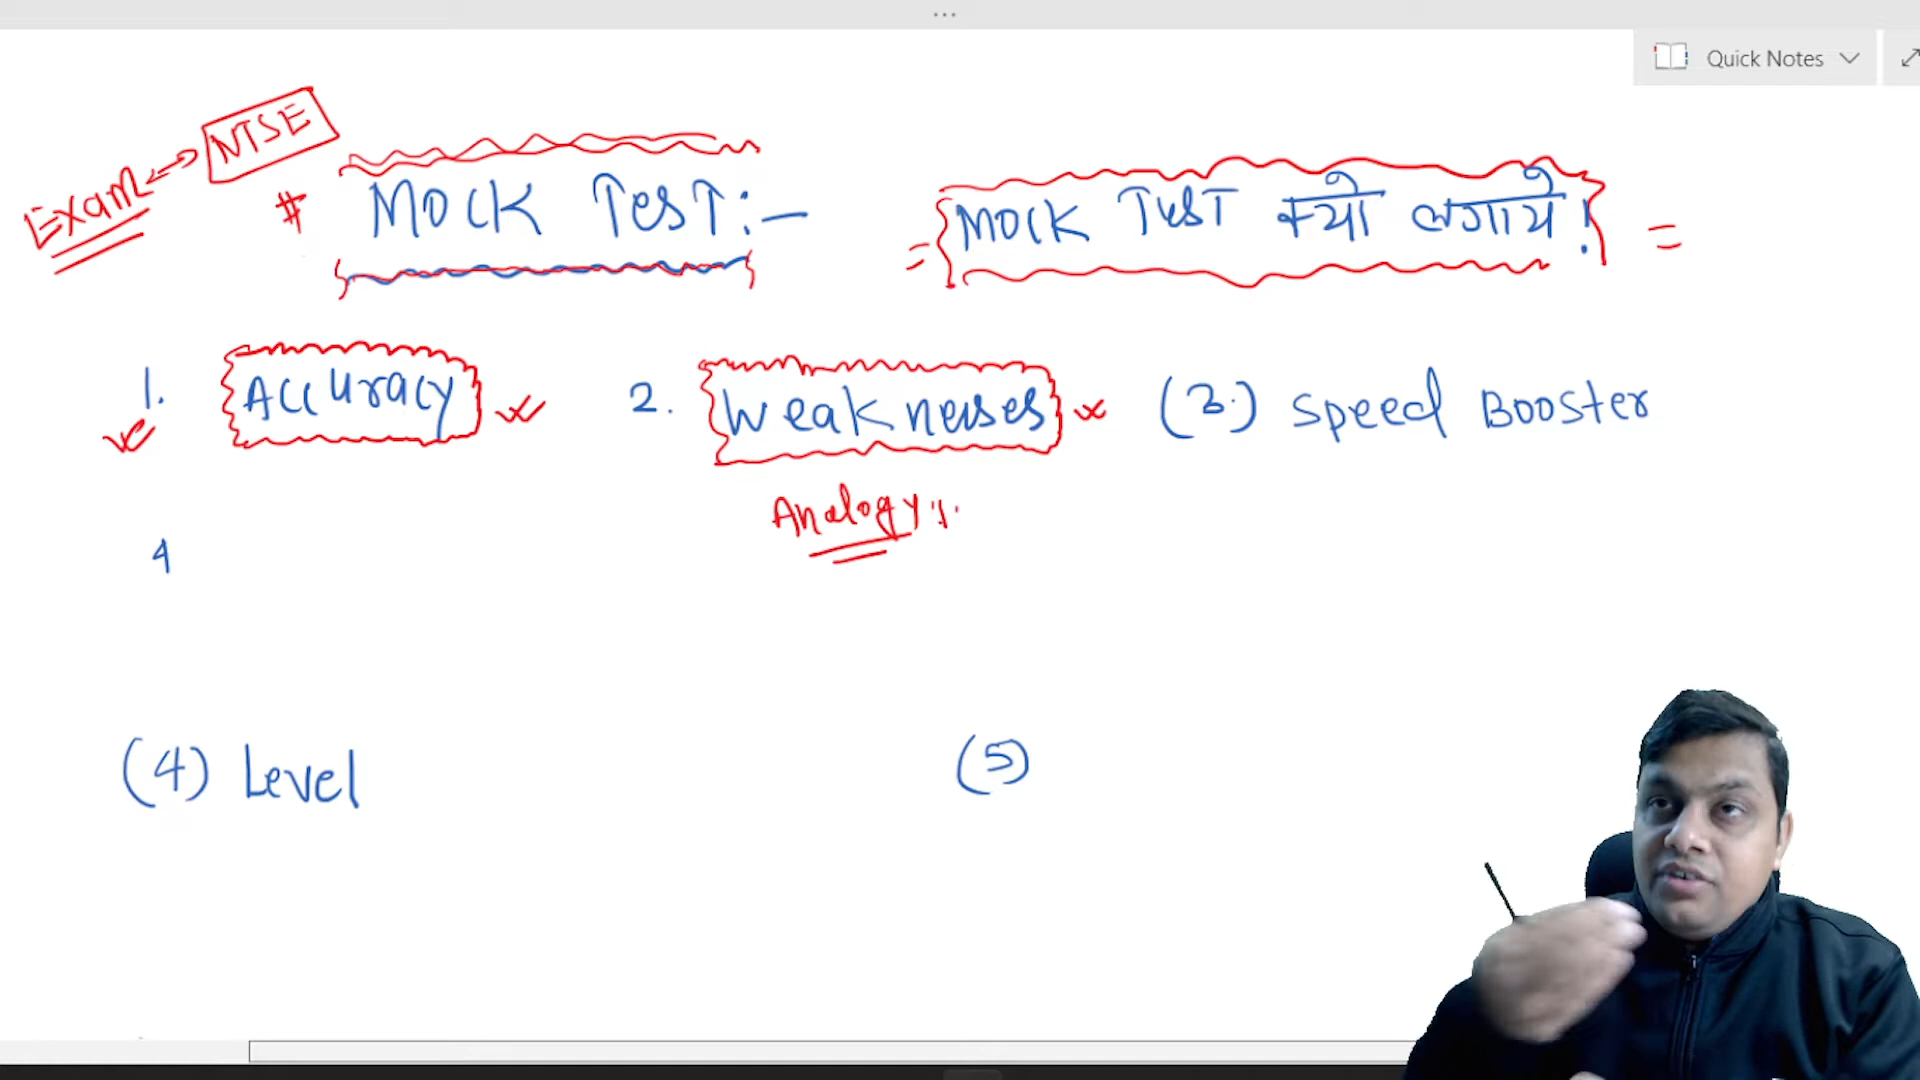 Quick Notes
Exam NTSE
# MOCK TEST:- MOCK TEST क्यो लगाये!
1. Accuracy 2. Weaknesses (3.) Speed Booster
Analogy
4
(4) Level (5)